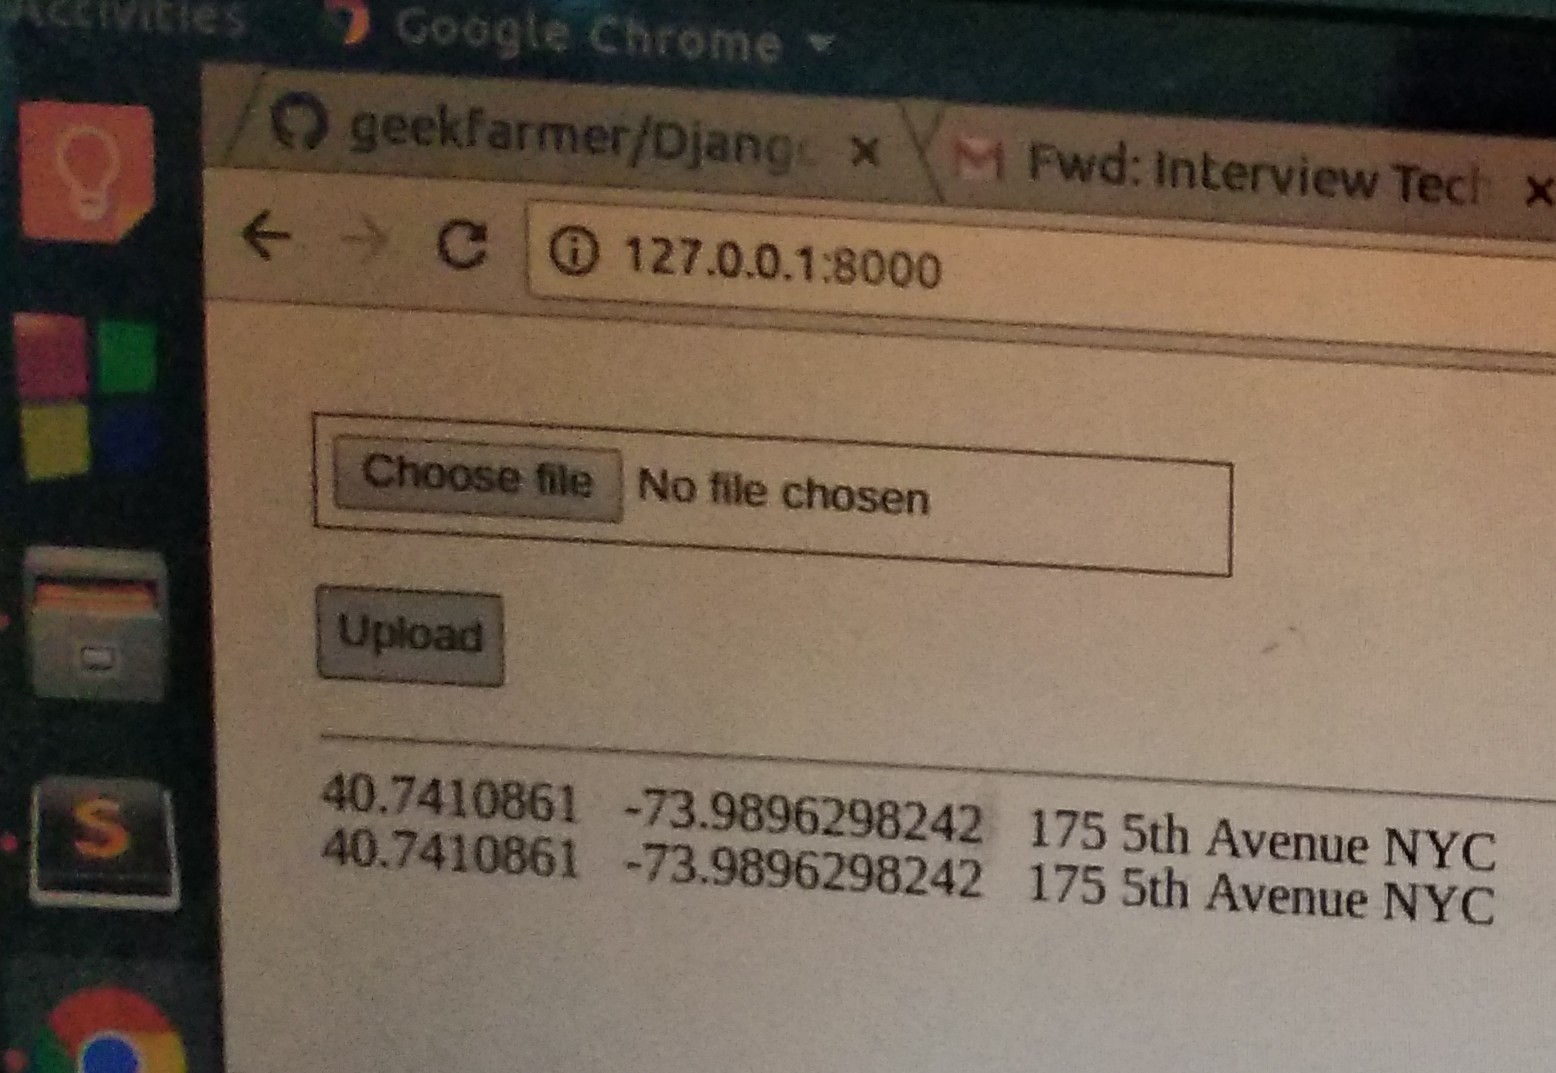 Activities Google Chrome
geekfarmer/Djang Fwd: Interview Tech
127.0.0.1:8000
Choose file No file chosen
Upload
40.7410861 -73.9896298242 175 5th Avenue NYC
40.7410861 -73.9896298242 175 5th Avenue NYC